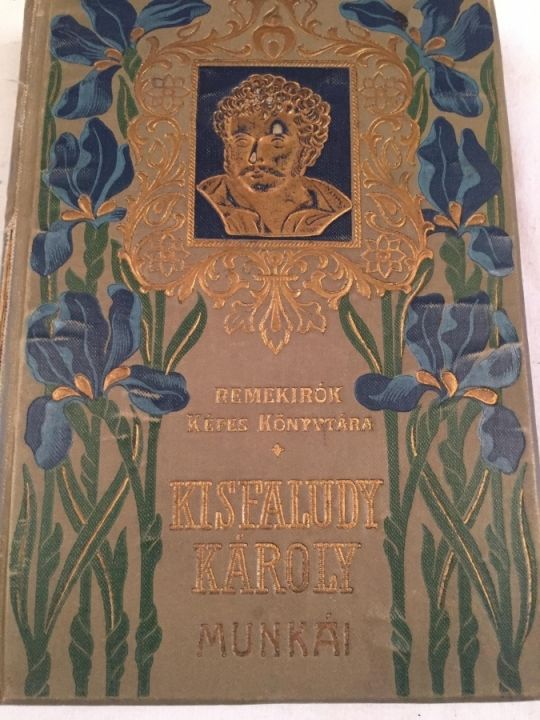 REMEKIRÓK
KÉPES KÖNYVTÁRA
KISFALUDY
KÁROLY
MUNKÁI